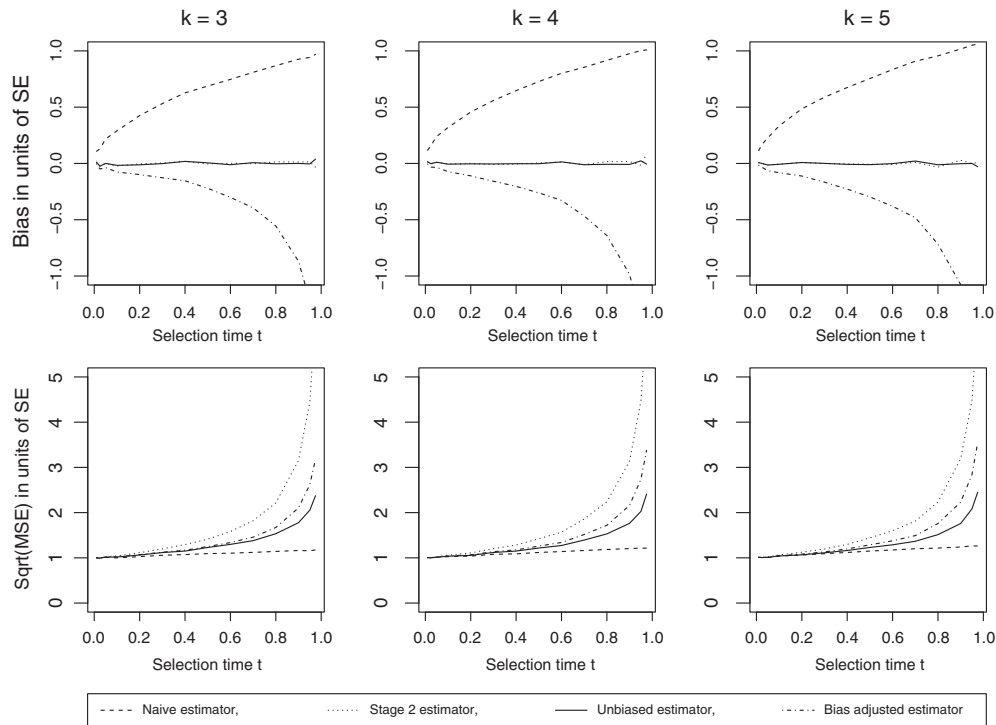 k = 3
k = 4
k = 5
Bias in units of SE
1.0
0.5
0.0
−0.5
−1.0
0.0 0.2 0.4 0.6 0.8 1.0
Selection time t
1.0
0.5
0.0
−0.5
−1.0
0.0 0.2 0.4 0.6 0.8 1.0
Selection time t
1.0
0.5
0.0
−0.5
−1.0
0.0 0.2 0.4 0.6 0.8 1.0
Selection time t
Sqrt(MSE) in units of SE
5
4
3
2
1
0
0.0 0.2 0.4 0.6 0.8 1.0
Selection time t
5
4
3
2
1
0
0.0 0.2 0.4 0.6 0.8 1.0
Selection time t
5
4
3
2
1
0
0.0 0.2 0.4 0.6 0.8 1.0
Selection time t
Naive estimator, Stage 2 estimator, Unbiased estimator, Bias adjusted estimator